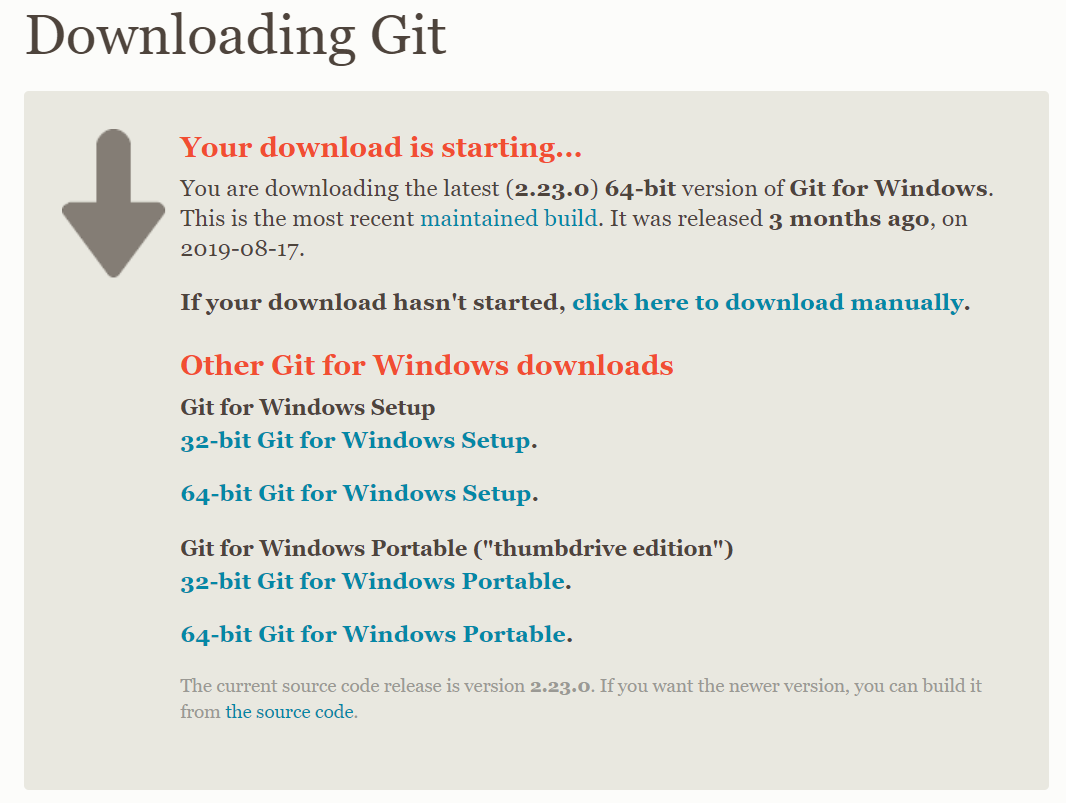 Downloading Git
Your download is starting...
You are downloading the latest (2.23.0) 64-bit version of Git for Windows.
This is the most recent maintained build. It was released 3 months ago, on
2019-08-17.
If your download hasn't started, click here to download manually.
Other Git for Windows downloads
Git for Windows Setup
32-bit Git for Windows Setup.
64-bit Git for Windows Setup.
Git for Windows Portable ("thumbdrive edition")
32-bit Git for Windows Portable.
64-bit Git for Windows Portable.
The current source code release is version 2.23.0. If you want the newer version, you can build it
from the source code.